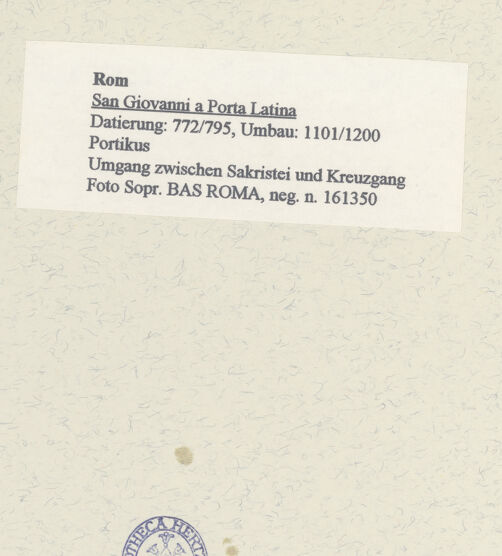 Rom
San Giovanni a Porta Latina
Datierung: 772/795, Umbau: 1101/1200
Portikus
Umgang zwischen Sakristei und Kreuzgang
Foto Sopr. BAS ROMA, neg. n. 161350